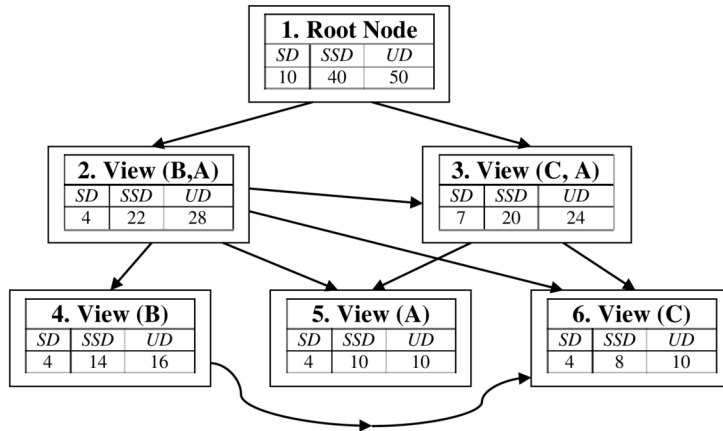 1. Root Node
SD SSD UD
10 40 50
2. View (B,A)
SD SSD UD
4 22 28
3. View (C, A)
SD SSD UD
7 20 24
4. View (B)
SD SSD UD
4 14 16
5. View (A)
SD SSD UD
4 10 10
6. View (C)
SD SSD UD
4 8 10